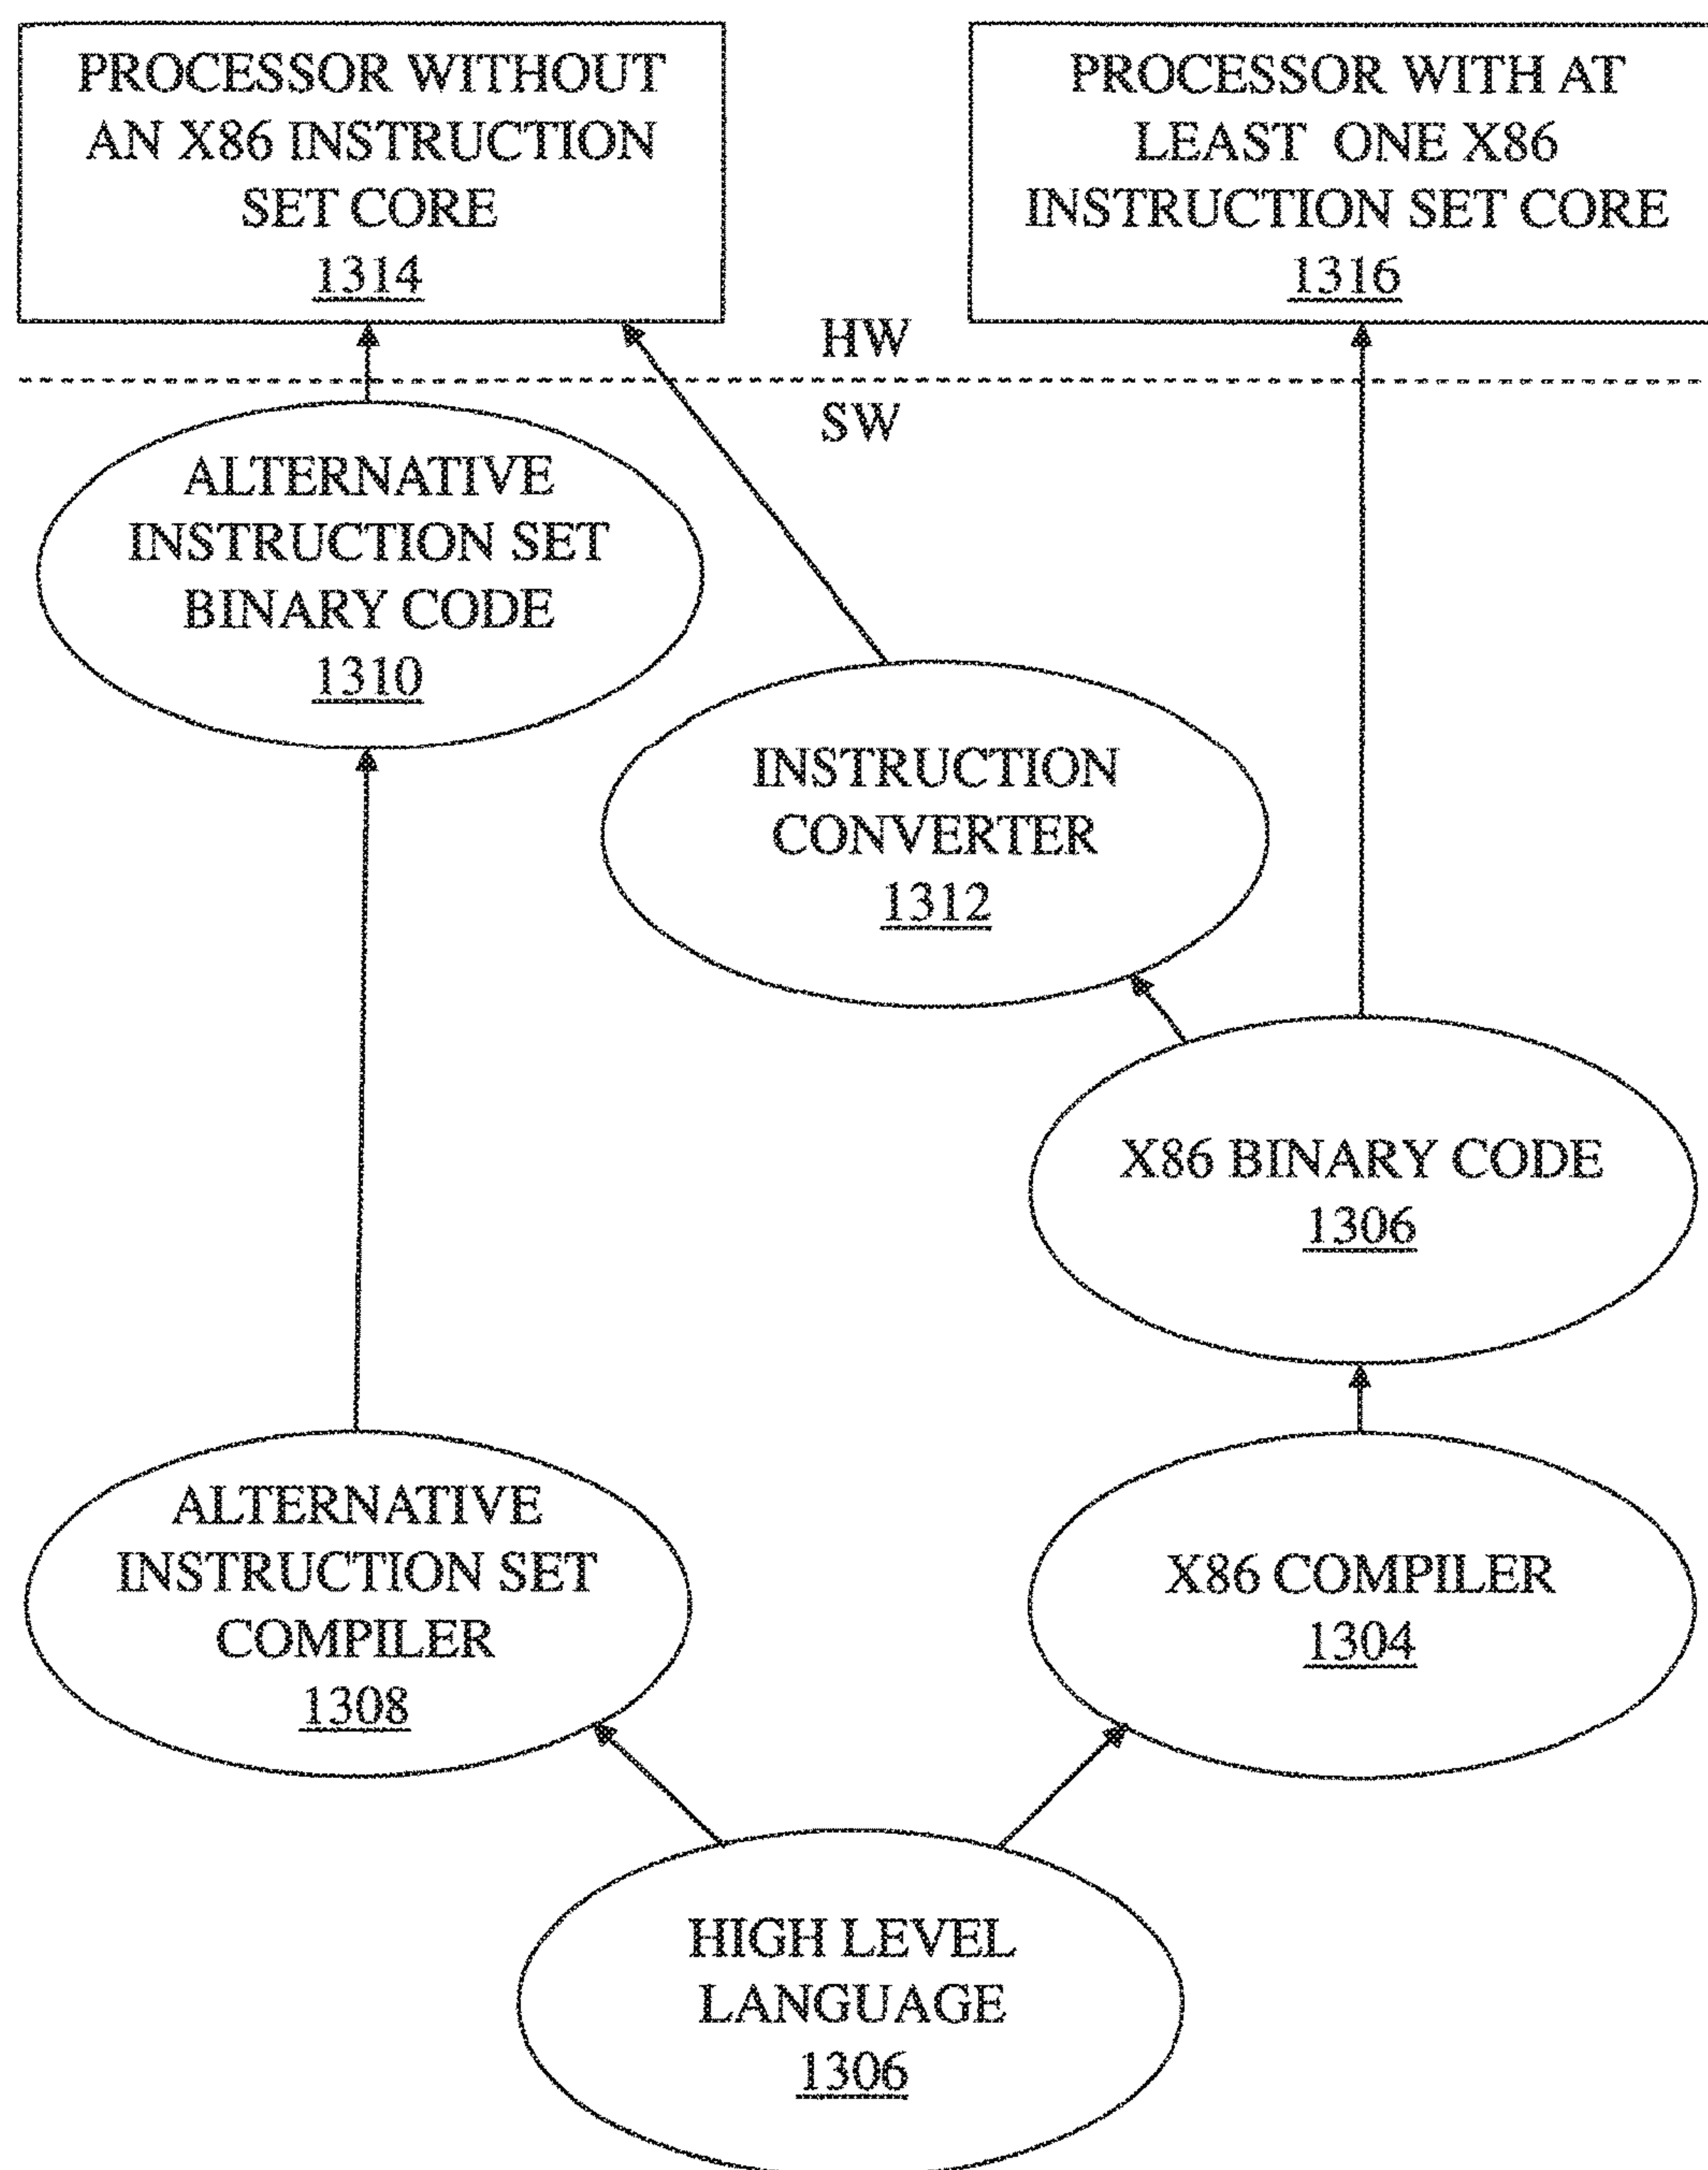 PROCESSOR WITHOUT
AN X86 INSTRUCTION
SET CORE
1314
PROCESSOR WITH AT
LEAST ONE X86
INSTRUCTION SET CORE
1316
HW
SW
ALTERNATIVE
INSTRUCTION SET
BINARY CODE
1310
INSTRUCTION
CONVERTER
1312
X86 BINARY CODE
1306
ALTERNATIVE
INSTRUCTION SET
COMPILER
1308
X86 COMPILER
1304
HIGH LEVEL
LANGUAGE
1306